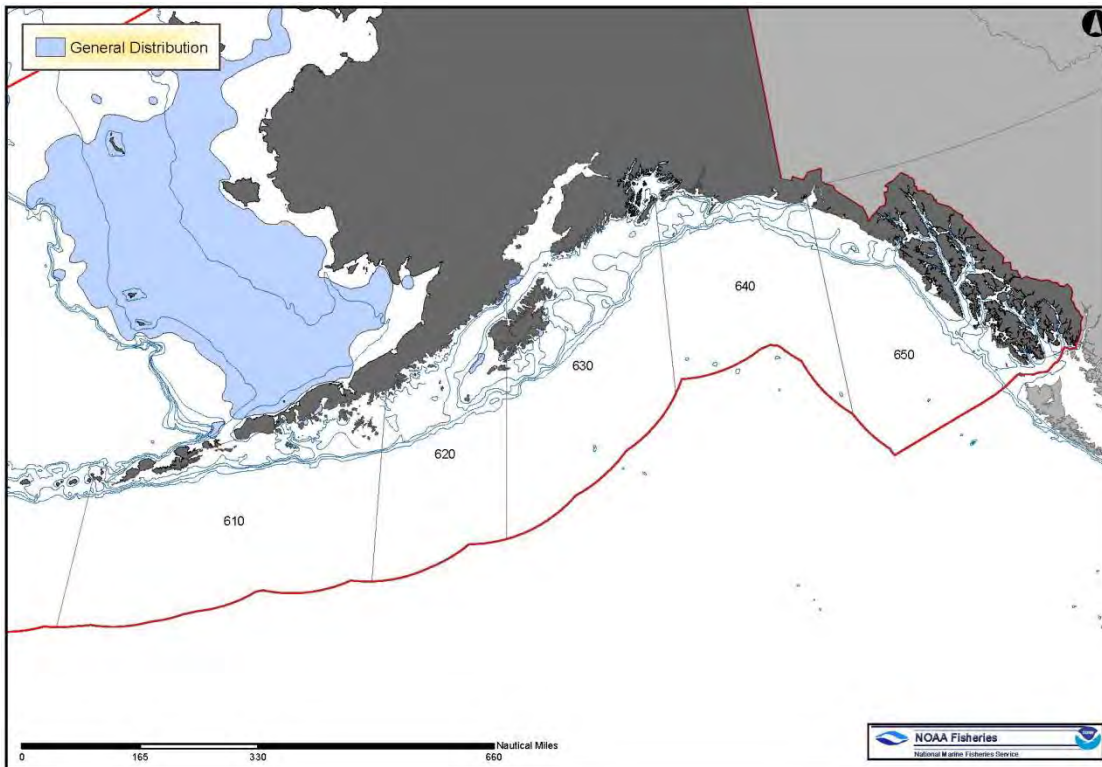 General Distribution
640
650
630
620
610
Nautical Miles
0 165 330 660
NOAA Fisheries
National Marine Fisheries Service